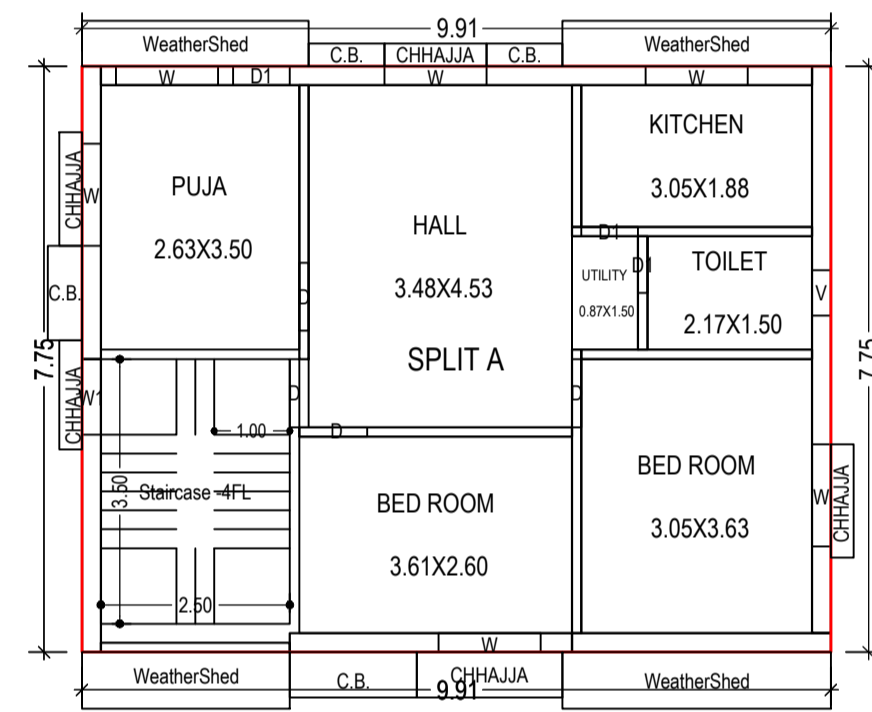 9.91
WeatherShed
WeatherShed
C.B.
CHHAJJA
C.B.
W
D1
W
W
KITCHEN
3.05X1.88
CHHAJJA
W
PUJA
2.63X3.50
HALL
3.48X4.53
SPLIT A
D1
UTILITY
0.87X1.50
D1
TOILET
2.17X1.50
C.B.
D
V
7.75
7.75
CHHAJJA
W1
D
D
1.00
D
3.50
Staircase -4FL
BED ROOM
3.61X2.60
BED ROOM
3.05X3.63
W
CHHAJJA
2.50
W
WeatherShed
C.B.
CHHAJJA
WeatherShed
9.91